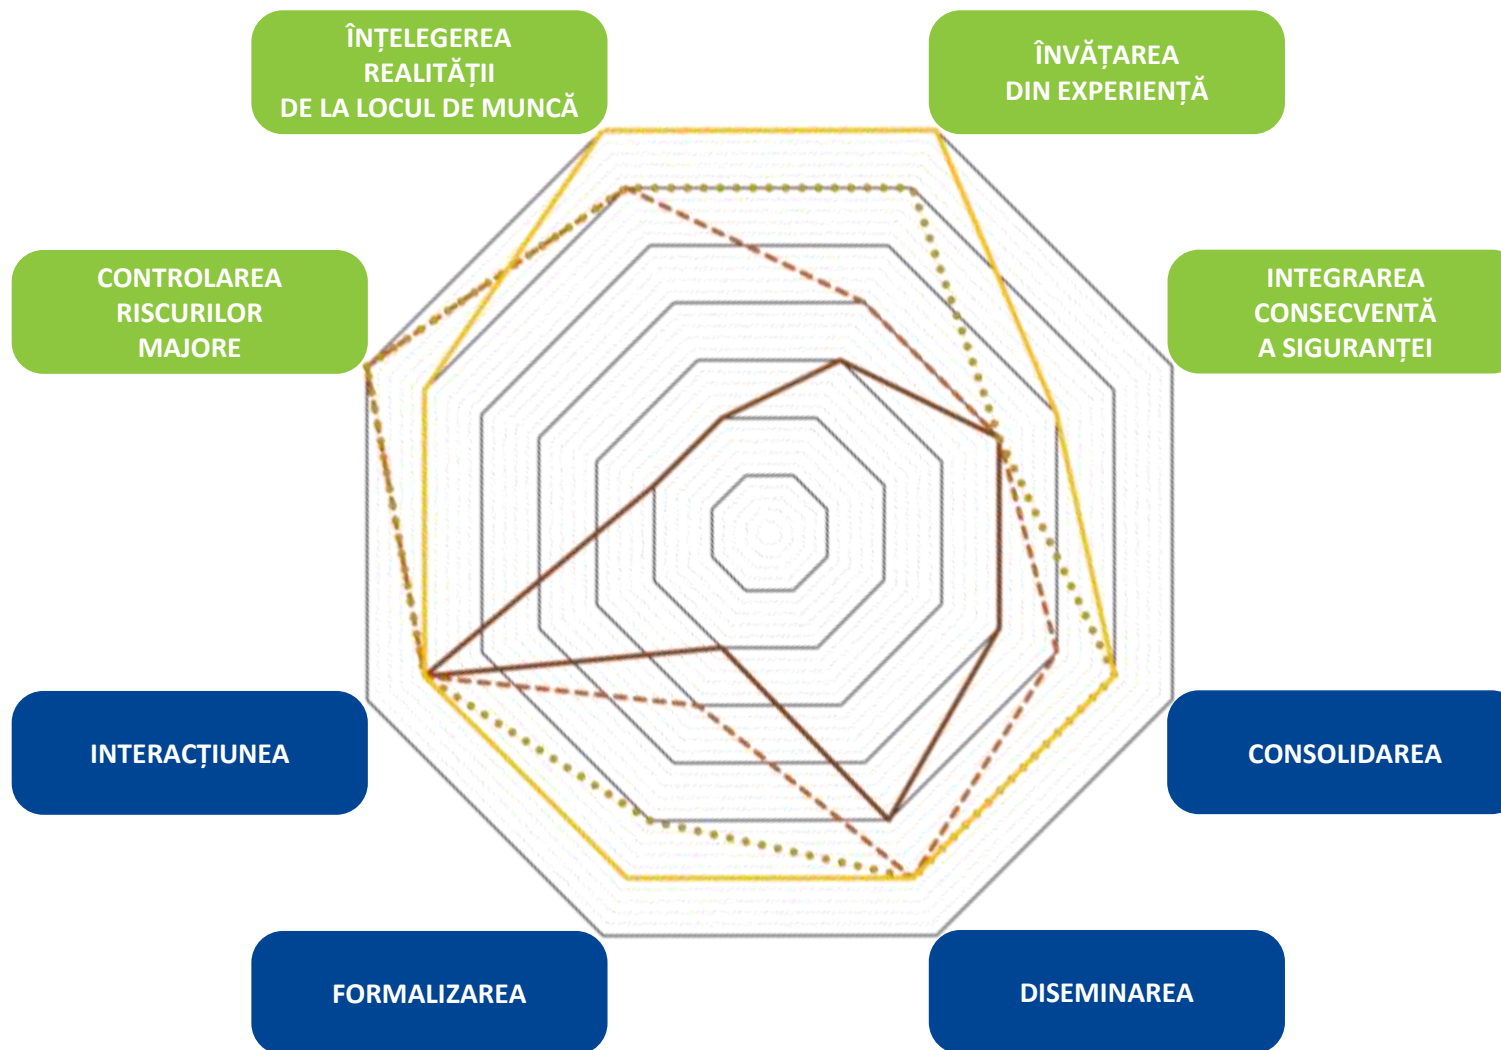 ÎNȚELEGEREA
REALITĂȚII
DE LA LOCUL DE MUNCĂ
ÎNVĂȚAREA
DIN EXPERIENȚĂ
CONTROLAREA
RISCURILOR
MAJORE
INTEGRAREA
CONSECVENTĂ
A SIGURANȚEI
INTERACȚIUNEA
CONSOLIDAREA
FORMALIZAREA
DISEMINAREA